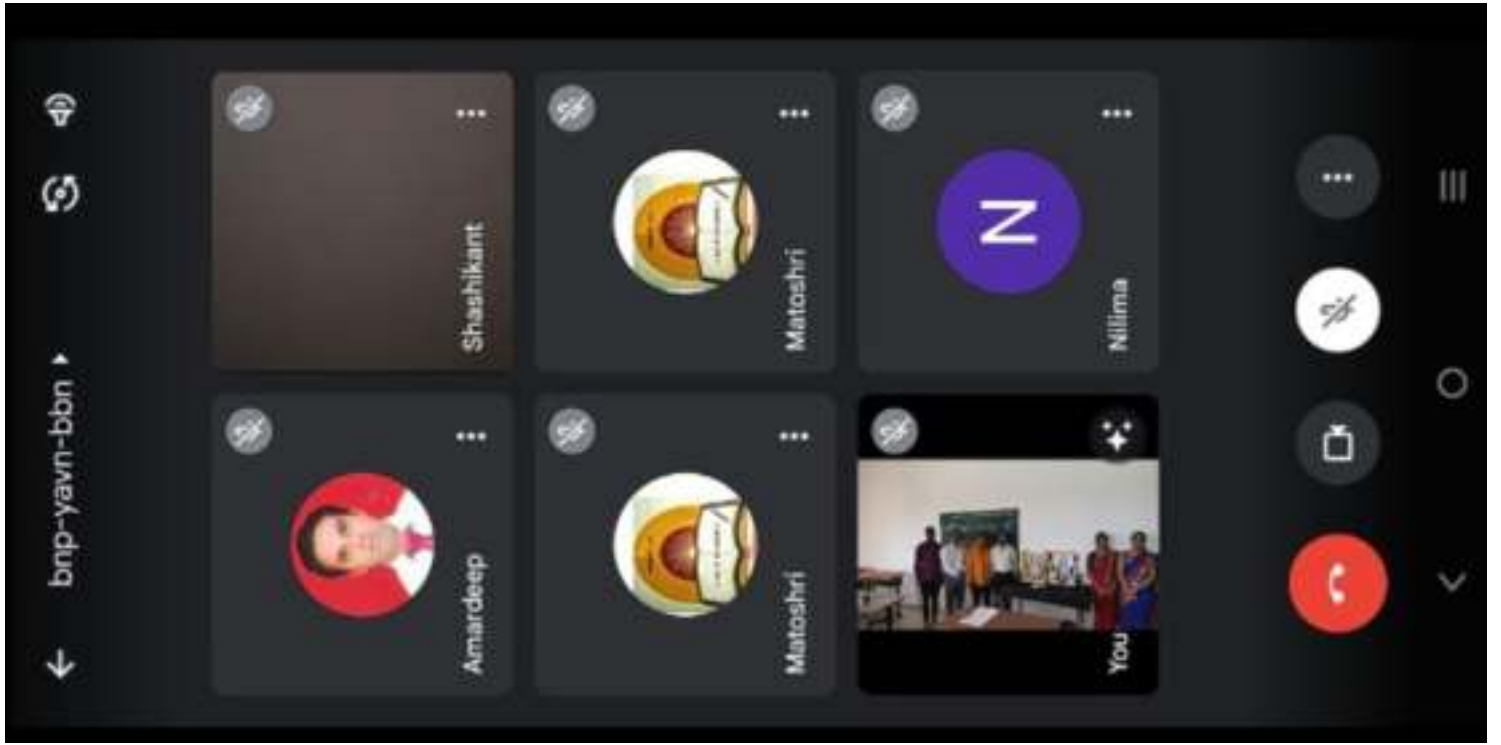 bnp-yavn-bbn
Amardeep
Shashikant
Matoshri
Matoshri
You
N
Nilima